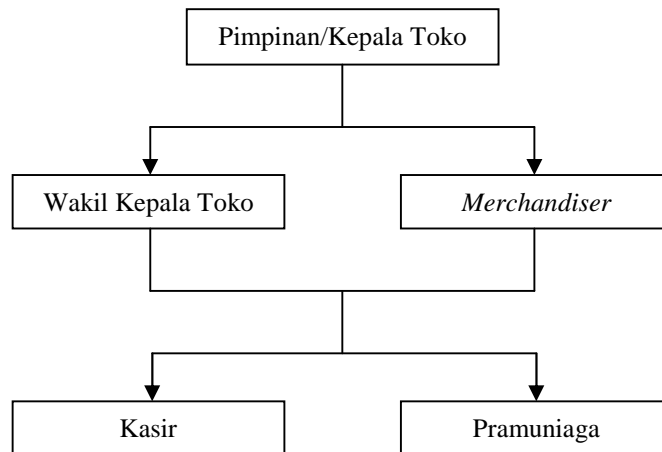 Pimpinan/Kepala Toko
Wakil Kepala Toko
Merchandiser
Kasir
Pramuniaga